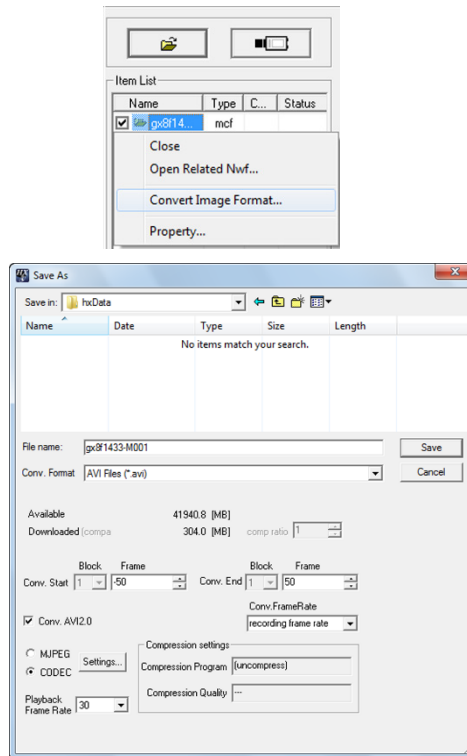 Item List
Name Type C... Status
gx8f14... mcf
Close
Open Related Nwf...
Convert Image Format...
Property...
Save As
Save in: hxData
Name Date Type Size Length
No items match your search.
File name: gx8f1433-M001 Save
Conv. Format AVI Files (*.avi) Cancel
Available 41940.8 [MB]
Downloaded (compa 304.0 [MB] comp ratio 1
Block Frame Block Frame
Conv. Start 1 -50 Conv. End 1 50
Conv.FrameRate
Conv. AVI2.0 recording frame rate
MJPEG
CODEC
Settings...
Compression settings
Compression Program (uncompress)
Compression Quality ---
Playback
Frame Rate 30